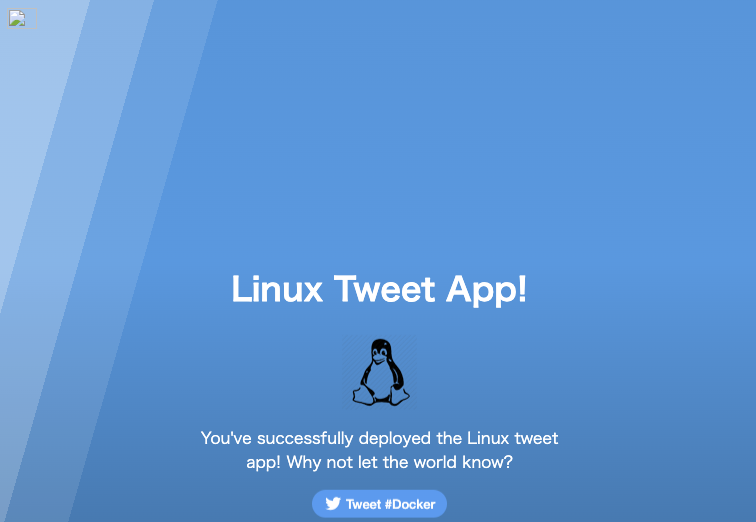 Linux Tweet App!
You've successfully deployed the Linux tweet
app! Why not let the world know?
Tweet #Docker